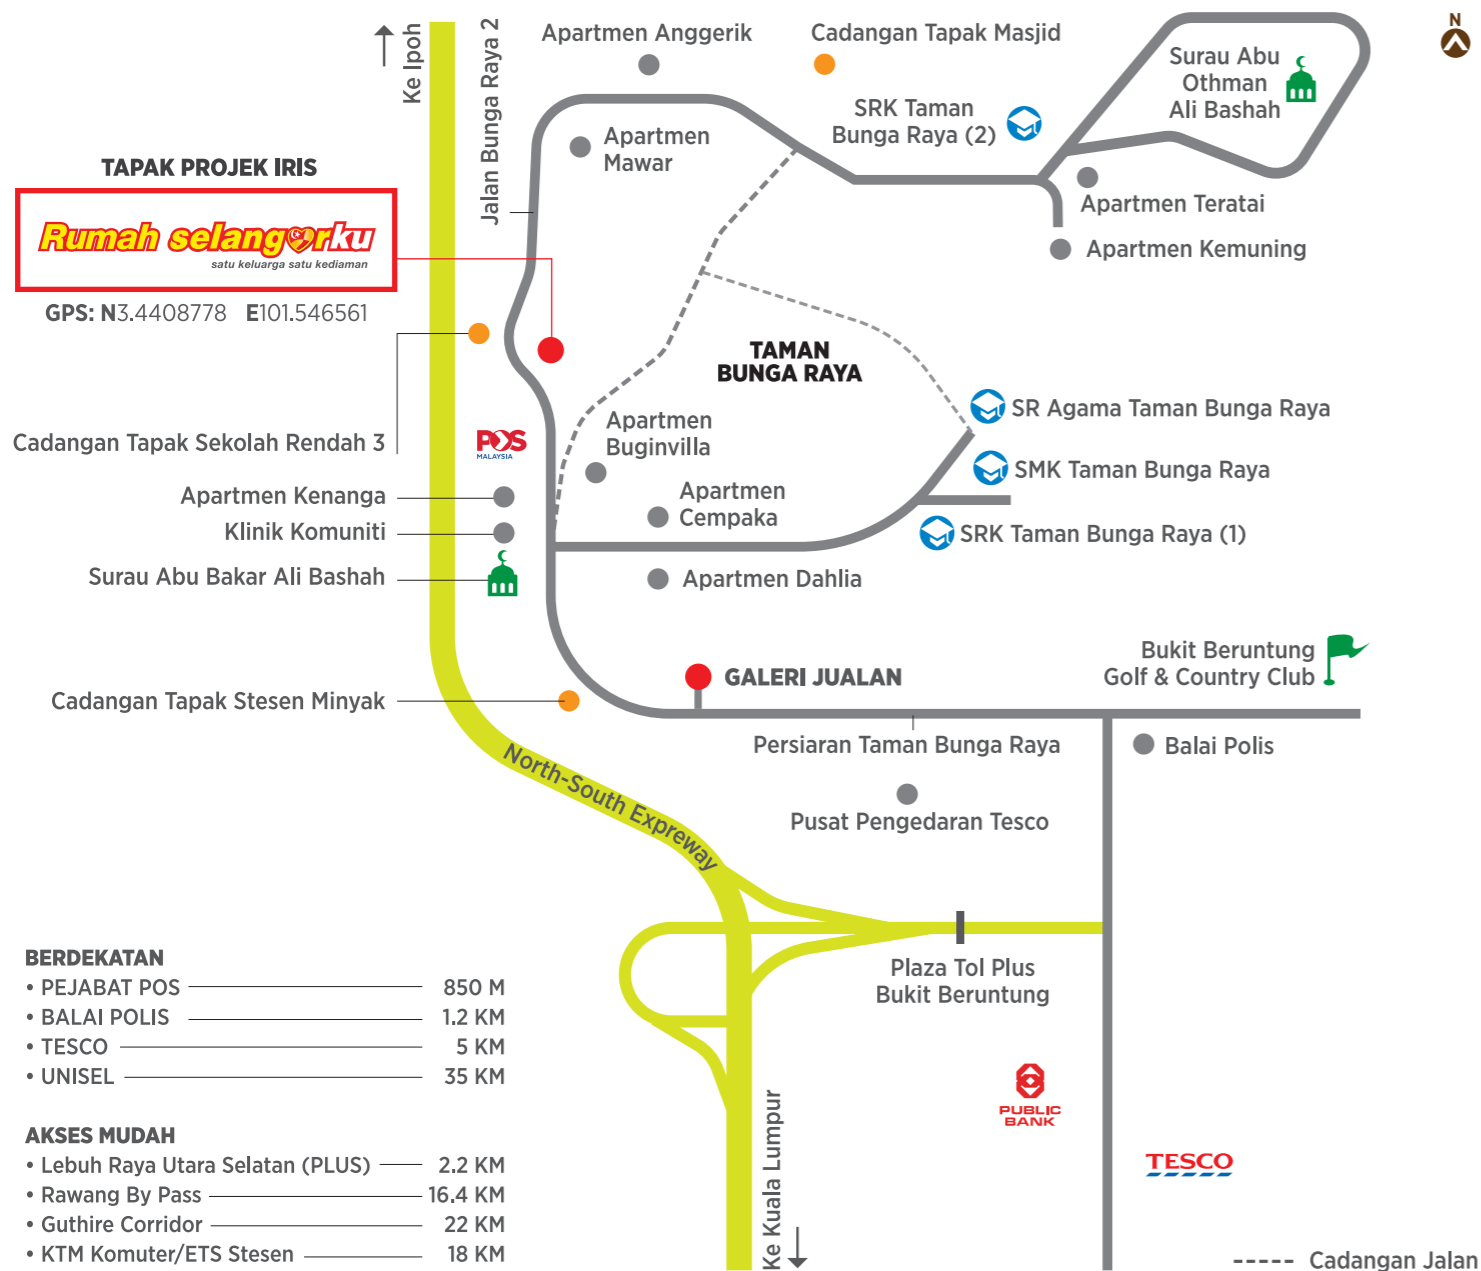 N
Ke Ipoh
Jalan Bunga Raya 2
Apartmen Anggerik
Cadangan Tapak Masjid
Surau Abu
Othman
Ali Bashah
SRK Taman
Bunga Raya (2)
Apartmen
Mawar
TAPAK PROJEK IRIS
Rumah selangorku
satu keluarga satu kediaman
GPS: N3.4408778 E101.546561
Apartmen Teratai
Apartmen Kemuning
TAMAN
BUNGA RAYA
SR Agama Taman Bunga Raya
Cadangan Tapak Sekolah Rendah 3
POS
MALAYSIA
Apartmen
Buginvilla
SMK Taman Bunga Raya
Apartmen Kenanga
Apartmen
Cempaka
Klinik Komuniti
SRK Taman Bunga Raya (1)
Surau Abu Bakar Ali Bashah
Apartmen Dahlia
Bukit Beruntung
Golf & Country Club
GALERI JUALAN
Cadangan Tapak Stesen Minyak
Persiaran Taman Bunga Raya
Balai Polis
North-South Expreway
Pusat Pengedaran Tesco
Plaza Tol Plus
Bukit Beruntung
BERDEKATAN
• PEJABAT POS 850 M
• BALAI POLIS 1.2 KM
• TESCO 5 KM
• UNISEL 35 KM
PUBLIC
BANK
TESCO
AKSES MUDAH
• Lebuh Raya Utara Selatan (PLUS) 2.2 KM
• Rawang By Pass 16.4 KM
• Guthire Corridor 22 KM
• KTM Komuter/ETS Stesen 18 KM
Ke Kuala Lumpur
Cadangan Jalan